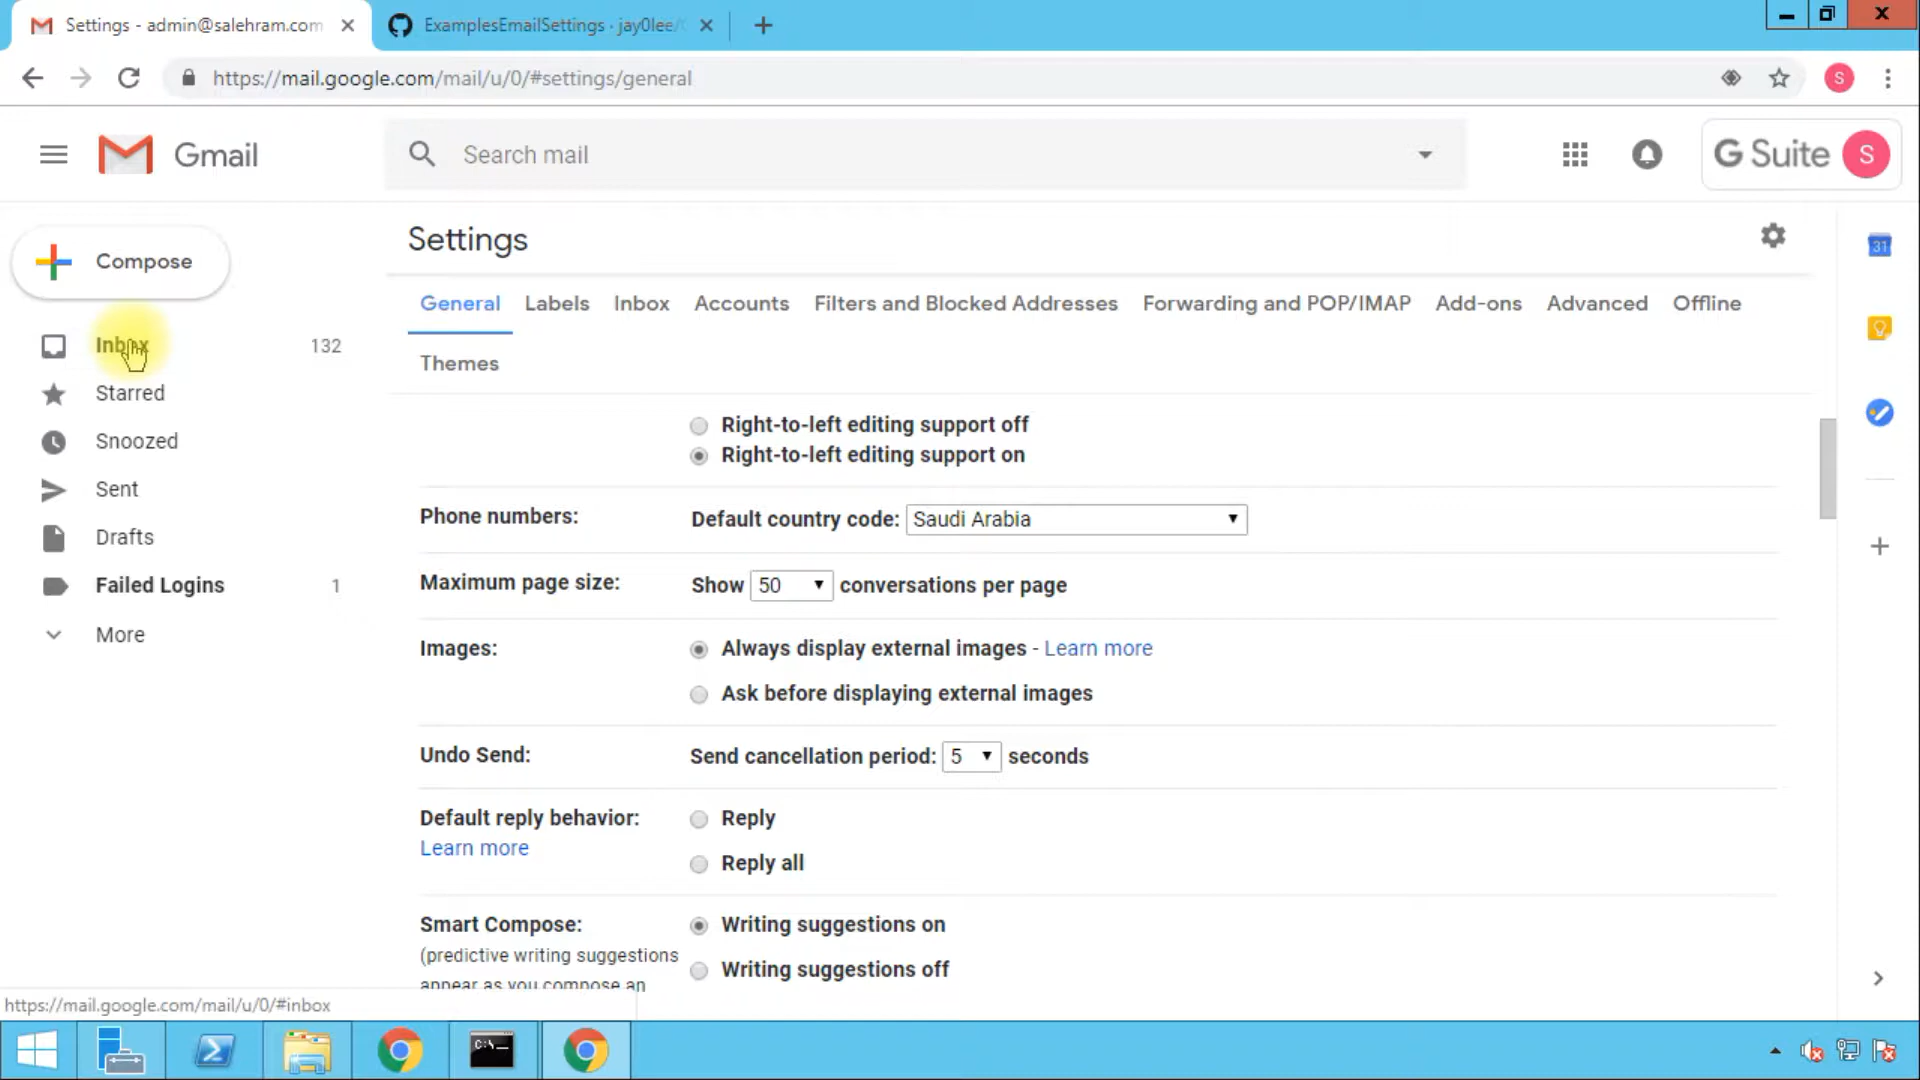 Settings - admin@salehram.com
ExamplesEmailSettings · jay0lee/
https://mail.google.com/mail/u/0/#settings/general
S
Gmail
Search mail
G Suite
S
Compose
Settings
31
General
Labels
Inbox
Accounts
Filters and Blocked Addresses
Forwarding and POP/IMAP
Add-ons
Advanced
Offline
Themes
Inbox
132
Starred
Snoozed
Sent
Drafts
Failed Logins
1
More
Right-to-left editing support off
Right-to-left editing support on
Phone numbers:
Default country code: Saudi Arabia
Maximum page size:
Show 50 conversations per page
Images:
Always display external images - Learn more
Ask before displaying external images
Undo Send:
Send cancellation period: 5 seconds
Default reply behavior:
Learn more
Reply
Reply all
Smart Compose:
(predictive writing suggestions
appear as you compose an
Writing suggestions on
Writing suggestions off
https://mail.google.com/mail/u/0/#inbox
C:\